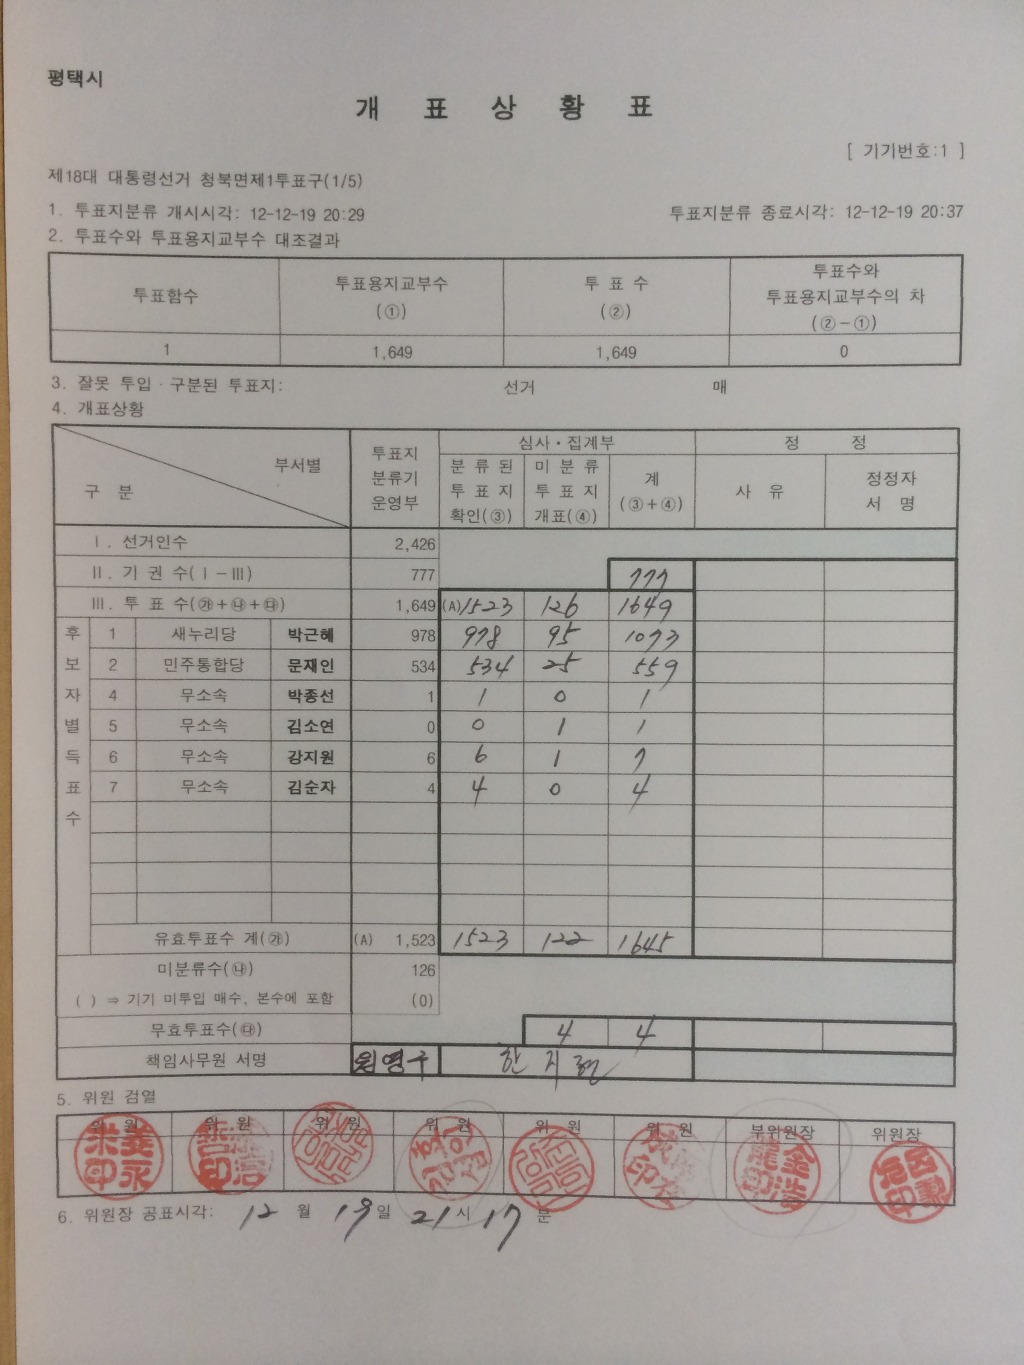 평택시
개 표 상 황 표
[ 기기번호:1 ]
제18대 대통령선거 청북면제1투표구(1/5)
1. 투표지분류 개시시각: 12-12-19 20:29 투표지분류 종료시각: 12-12-19 20:37
2. 투표수와 투표용지교부수 대조결과
투표함수 투표용지교부수 (①) 투 표 수 (②) 투표수와 투표용지교부수의 차 (②-①)
1 1,649 1,649 0
3. 잘못 투입·구분된 투표지: 선거 매
4. 개표상황
부서별 구 분 투표지 분류기 운영부 심사·집계부 정 정
분 류 된 투 표 지 확인(③) 미 분 류 투 표 지 개표(④) 계 (③+④) 사 유 정정자 서 명
Ⅰ. 선거인수 2,426
Ⅱ. 기 권 수(Ⅰ-Ⅲ) 777 777
Ⅲ. 투 표 수(㉮+㉯+㉰) 1,649 (A)1523 126 1649
후보자별득표수
1 새누리당 박근혜 978 978 95 1073
2 민주통합당 문재인 534 534 25 559
4 무소속 박종선 1 1 0 1
5 무소속 김소연 0 0 1 1
6 무소속 강지원 6 6 1 7
7 무소속 김순자 4 4 0 4
유효투표수 계(㉮) (A) 1,523 1523 122 1645
미분류수(㉯) 126
( ) ⇒ 기기 미투입 매수, 본수에 포함 (0)
무효투표수(㉰) 4 4
책임사무원 서명 한지현
5. 위원 검열
위 원 위 원 위 원 위 원 위 원 위 원 부위원장 위원장
6. 위원장 공표시각: 12 월 19 일 21 시 17 분